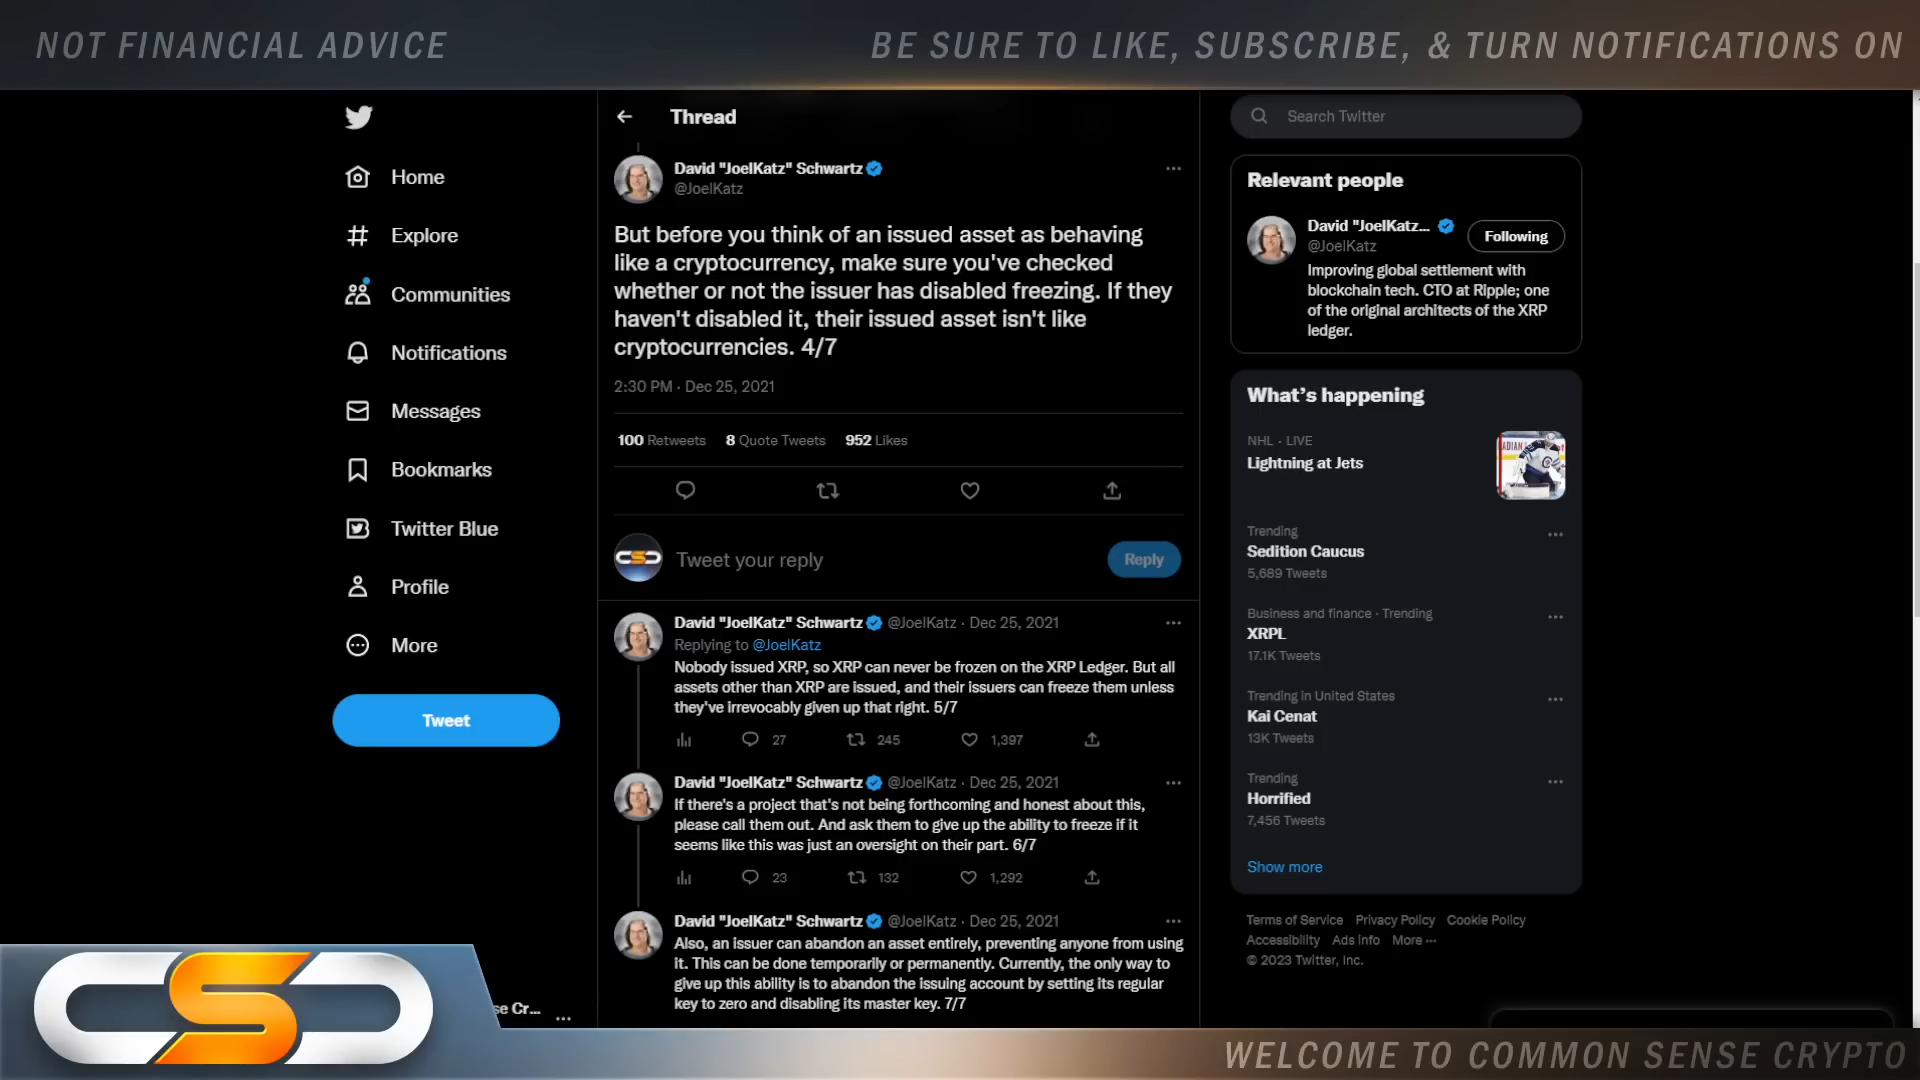 NOT FINANCIAL ADVICE
BE SURE TO LIKE, SUBSCRIBE, & TURN NOTIFICATIONS ON
Home
Explore
Communities
Notifications
Messages
Bookmarks
Twitter Blue
Profile
More
Tweet
Thread
David "JoelKatz" Schwartz
@JoelKatz
But before you think of an issued asset as behaving
like a cryptocurrency, make sure you've checked
whether or not the issuer has disabled freezing. If they
haven't disabled it, their issued asset isn't like
cryptocurrencies. 4/7
2:30 PM · Dec 25, 2021
100 Retweets 8 Quote Tweets 952 Likes
Tweet your reply
Reply
David "JoelKatz" Schwartz @JoelKatz · Dec 25, 2021
Replying to @JoelKatz
Nobody issued XRP, so XRP can never be frozen on the XRP Ledger. But all
assets other than XRP are issued, and their issuers can freeze them unless
they've irrevocably given up that right. 5/7
27 245 1,397
David "JoelKatz" Schwartz @JoelKatz · Dec 25, 2021
If there's a project that's not being forthcoming and honest about this,
please call them out. And ask them to give up the ability to freeze if it
seems like this was just an oversight on their part. 6/7
23 132 1,292
David "JoelKatz" Schwartz @JoelKatz · Dec 25, 2021
Also, an issuer can abandon an asset entirely, preventing anyone from using
it. This can be done temporarily or permanently. Currently, the only way to
give up this ability is to abandon the issuing account by setting its regular
key to zero and disabling its master key. 7/7
Search Twitter
Relevant people
David "JoelKatz...
@JoelKatz
Following
Improving global settlement with
blockchain tech. CTO at Ripple; one
of the original architects of the XRP
ledger.
What's happening
NHL · LIVE
Lightning at Jets
Trending
Sedition Caucus
5,689 Tweets
Business and finance · Trending
XRPL
17.1K Tweets
Trending in United States
Kai Cenat
13K Tweets
Trending
Horrified
7,456 Tweets
Show more
Terms of Service Privacy Policy Cookie Policy
Accessibility Ads info More ···
© 2023 Twitter, Inc.
CSC
se Cr...
WELCOME TO COMMON SENSE CRYPTO